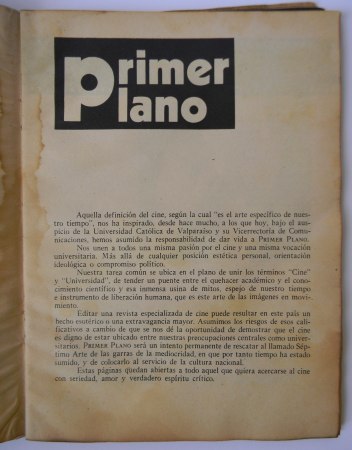 primer
plano
Aquella definición del cine, según la cual "es el arte específico de nues-
tro tiempo", nos ha inspirado, desde hace mucho, a los que hoy, bajo el aus-
picio de la Universidad Católica de Valparaíso y su Vicerrectoría de Comu-
nicaciones, hemos asumido la responsabilidad de dar vida a PRIMER PLANO.
Nos unen a todos una misma pasión por el cine y una misma vocación
universitaria. Más allá de cualquier posición estética personal, orientación
ideológica o compromiso político.
Nuestra tarea común se ubica en el plano de unir los términos "Cine"
y "Universidad", de tender un puente entre el quehacer académico y el cono-
cimiento científico y esa inmensa usina de mitos, espejo de nuestro tiempo
e instrumento de liberación humana, que es este arte de las imágenes en movi-
miento.
Editar una revista especializada de cine puede resultar en este país un
hecho esotérico o una extravagancia mayor. Asumimos los riesgos de esos cali-
ficativos a cambio de que se nos dé la oportunidad de demostrar que el cine
es digno de estar ubicado entre nuestras preocupaciones centrales como univer-
sitarios. PRIMER PLANO será un intento permanente de rescatar al llamado Sép-
timo Arte de las garras de la mediocridad, en que por tanto tiempo ha estado
sumido, y de colocarlo al servicio de la cultura nacional.
Estas páginas quedan abiertas a todo aquel que quiera acercarse al cine
con seriedad, amor y verdadero espíritu crítico.